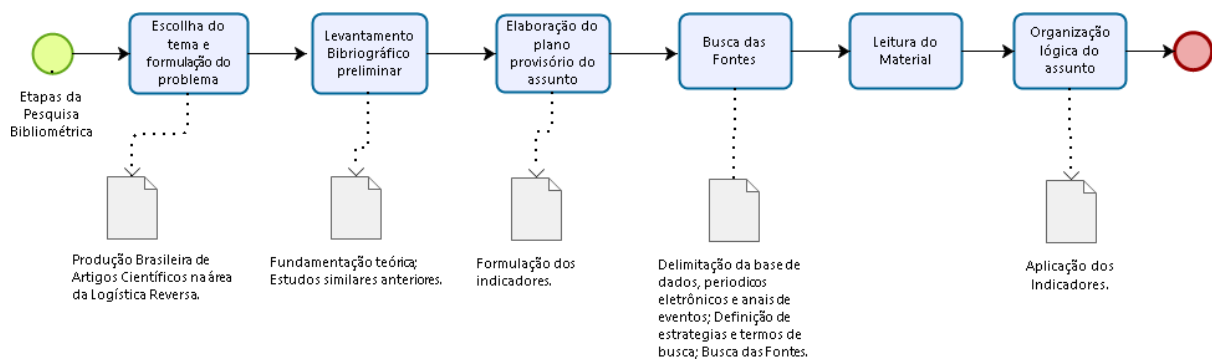 Escollha do
tema e
formulação do
problema
Levantamento
Bibriográfico
preliminar
Elaboração do
plano
provisório do
assunto
Busca das
Fontes
Leitura do
Material
Organização
lógica do
assunto
Etapas da
Pesquisa
Bibliométrica
Produção Brasileira de
Artigos Científicos na área
da Logística Reversa.
Fundamentação teórica;
Estudos similares anteriores.
Formulação dos
indicadores.
Delimitação da base de
dados, periodicos
eletrônicos e anais de
eventos; Definição de
estrategias e termos de
busca; Busca das Fontes.
Aplicação dos
Indicadores.